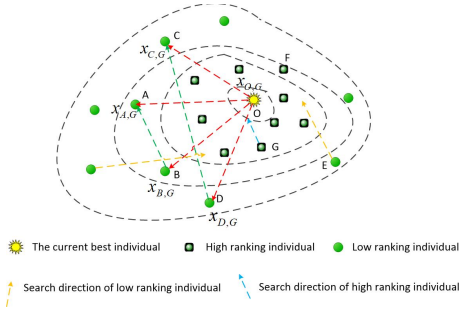 C
x_{C,G}
F
x_{O,G}
A
x_{A,G}
O
G
E
B
x_{B,G}
D
x_{D,G}
The current best individual
High ranking individual
Low ranking individual
Search direction of low ranking individual
Search direction of high ranking individual